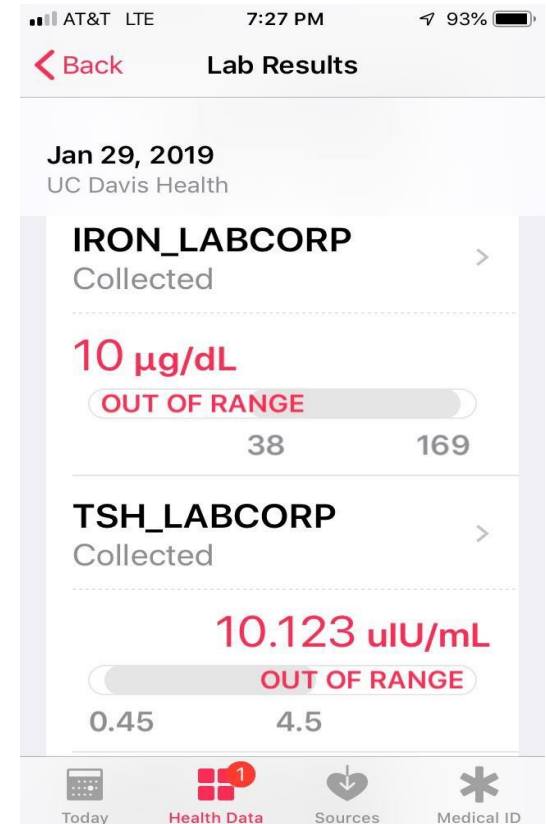 AT&T LTE 7:27 PM 93%
Back Lab Results
Jan 29, 2019
UC Davis Health
IRON_LABCORP
Collected
10 µg/dL
OUT OF RANGE
38 169
TSH_LABCORP
Collected
10.123 uIU/mL
OUT OF RANGE
0.45 4.5
1
Today Health Data Sources Medical ID